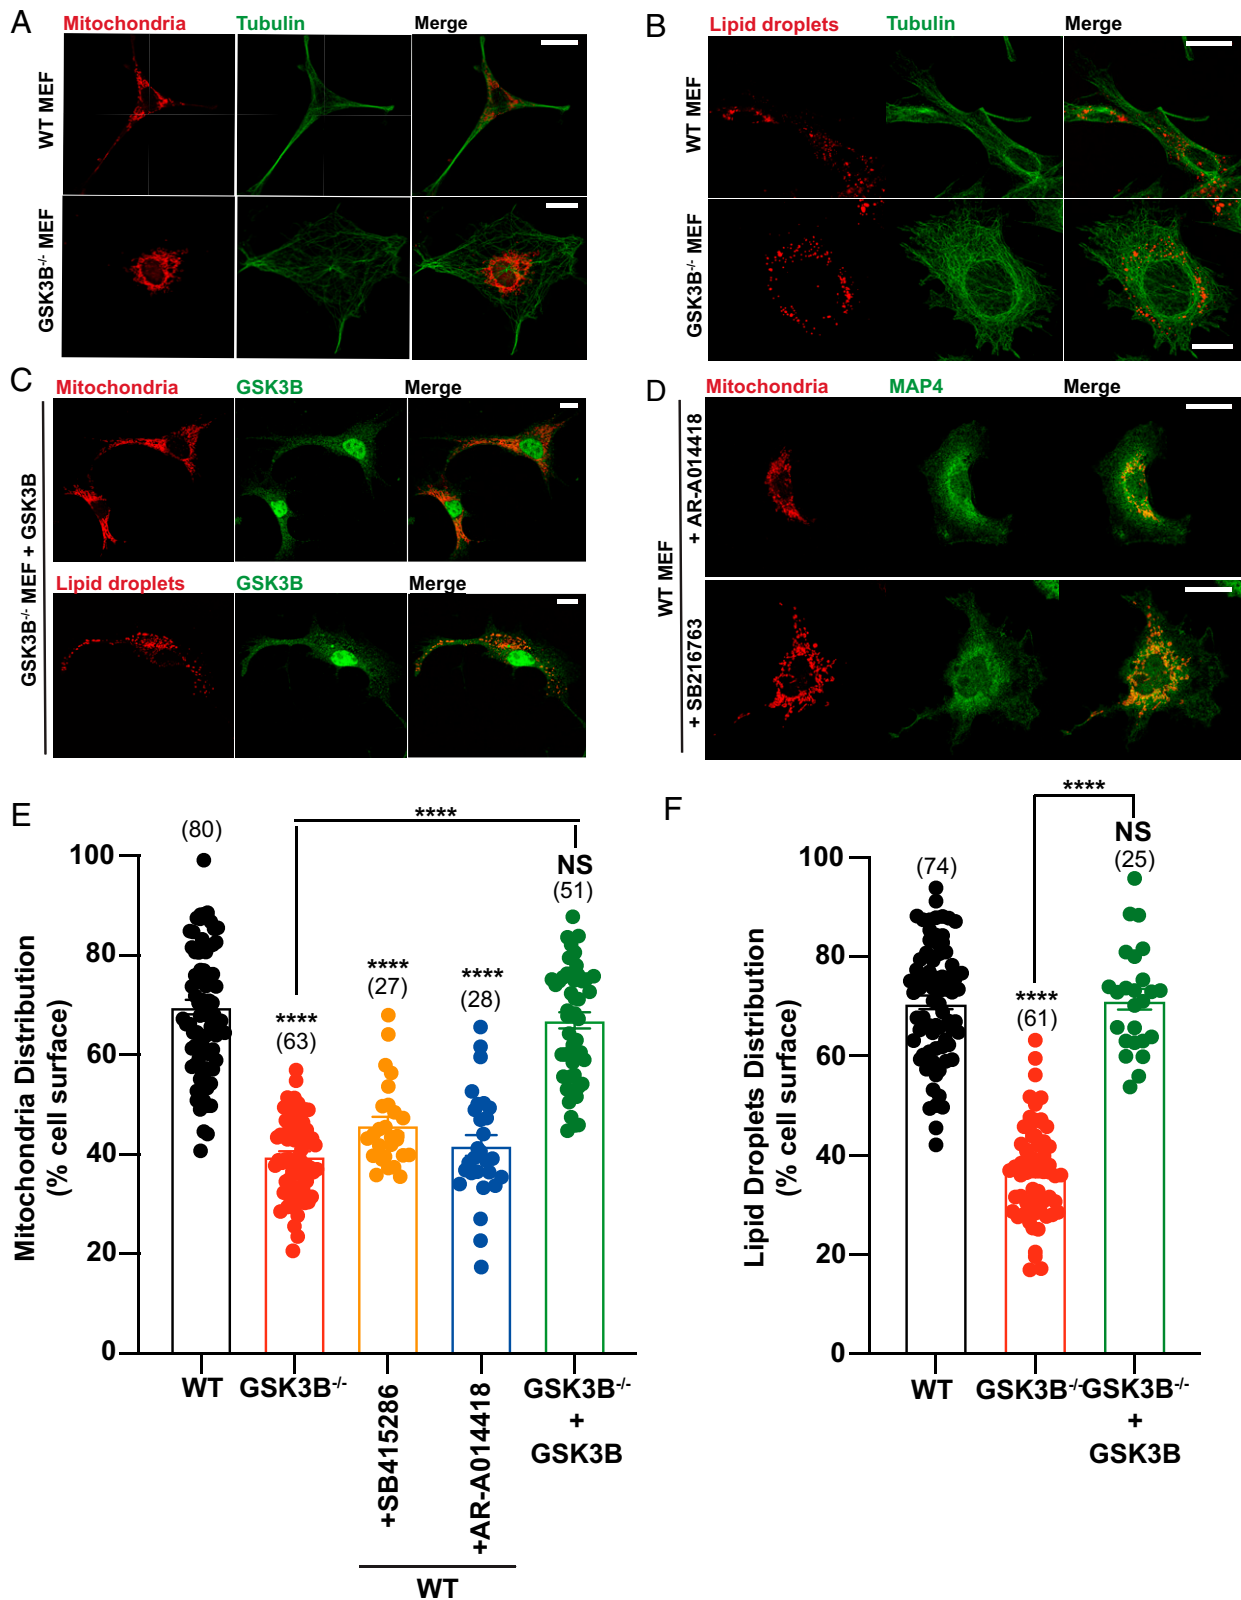 A
Mitochondria Tubulin Merge
WT MEF
GSK3B-/- MEF
B
Lipid droplets Tubulin Merge
WT MEF
GSK3B-/- MEF
C
Mitochondria GSK3B Merge
GSK3B-/- MEF + GSK3B
Lipid droplets GSK3B Merge
D
Mitochondria MAP4 Merge
WT MEF
+ AR-A014418
+ SB216763
E
Mitochondria Distribution
(% cell surface)
100
80
60
40
20
0
(80)
****
(63)
****
(27)
****
(28)
****
NS
(51)
WT
GSK3B-/-
+SB415286
+AR-A014418
WT
GSK3B-/-
+
GSK3B
F
Lipid Droplets Distribution
(% cell surface)
100
80
60
40
20
0
(74)
****
(61)
****
NS
(25)
WT
GSK3B-/-
GSK3B-/-
+
GSK3B